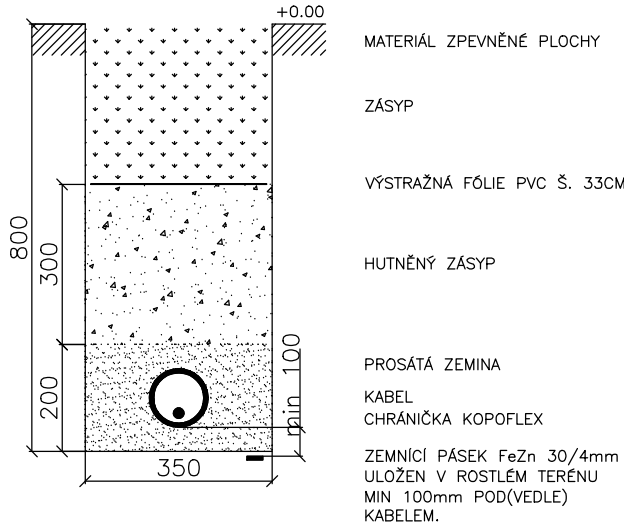 +0.00
MATERIÁL ZPEVNĚNÉ PLOCHY
ZÁSYP
VÝSTRAŽNÁ FÓLIE PVC Š. 33CM
800
300
HUTNĚNÝ ZÁSYP
min 100
PROSÁTÁ ZEMINA
200
KABEL
CHRÁNIČKA KOPOFLEX
350
ZEMNÍCÍ PÁSEK FeZn 30/4mm
ULOŽEN V ROSTLÉM TERÉNU
MIN 100mm POD(VEDLE)
KABELEM.